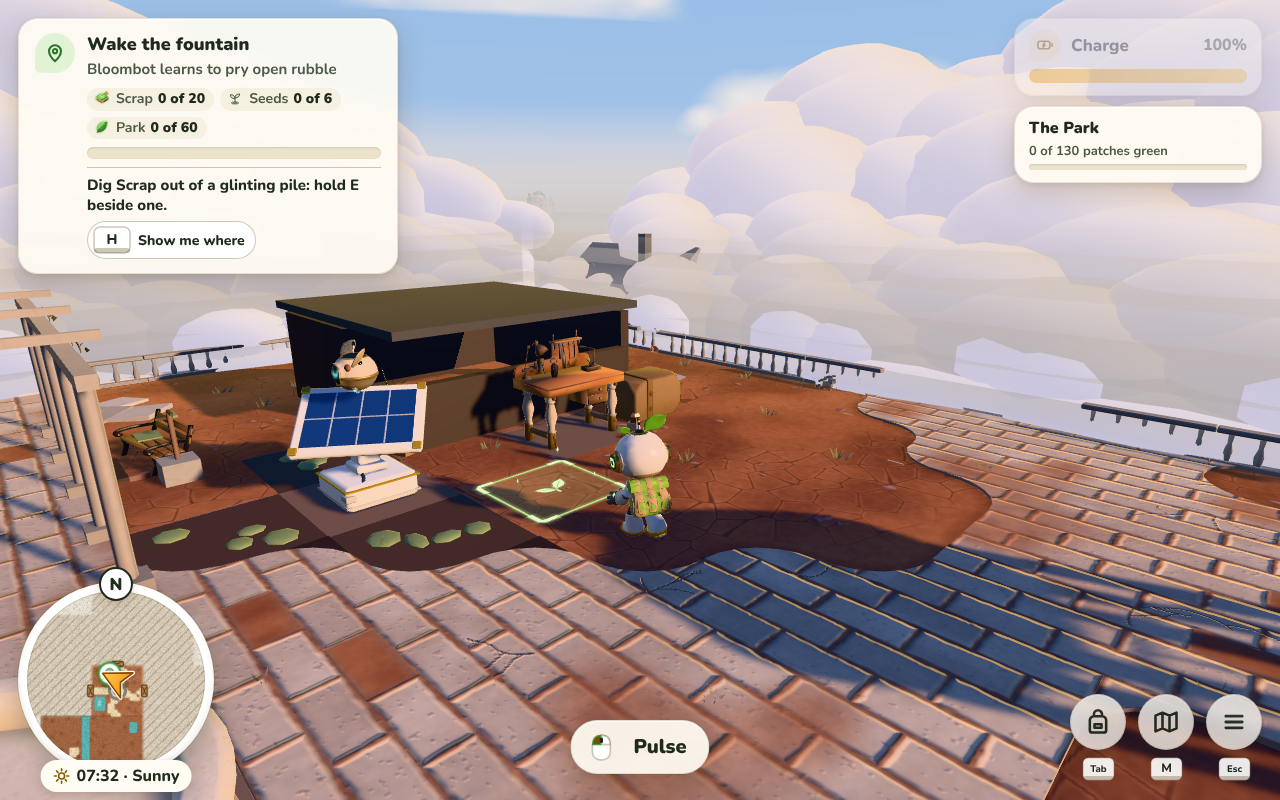 Wake the fountain
Bloombot learns to pry open rubble
Scrap 0 of 20 Seeds 0 of 6
Park 0 of 60
Dig Scrap out of a glinting pile: hold E
beside one.
H Show me where
Charge 100%
The Park
0 of 130 patches green
N
07:32 · Sunny
Pulse
Tab M Esc